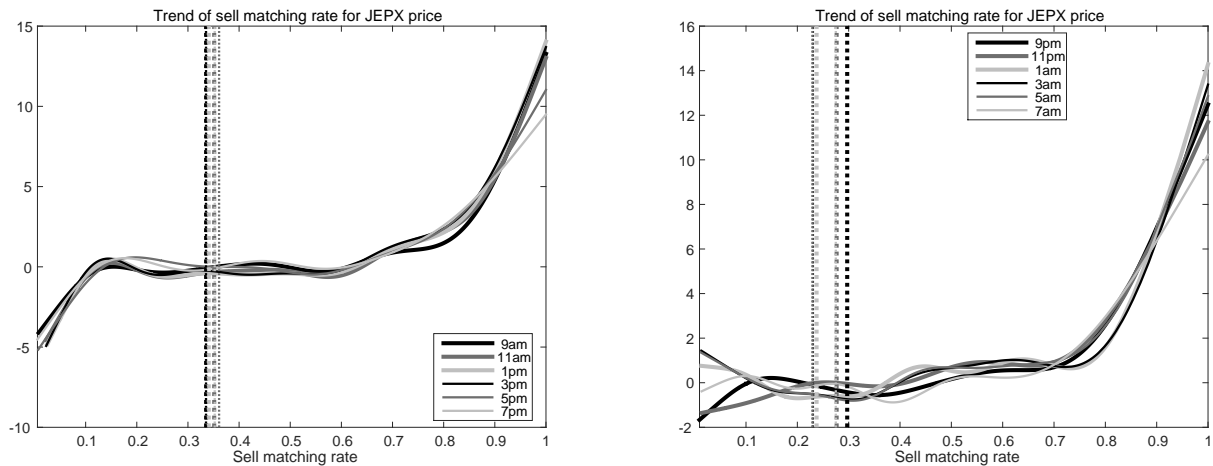 Trend of sell matching rate for JEPX price
15
10
5
0
-5
-10
0.1 0.2 0.3 0.4 0.5 0.6 0.7 0.8 0.9 1
Sell matching rate
9am
11am
1pm
3pm
5pm
7pm
Trend of sell matching rate for JEPX price
16
14
12
10
8
6
4
2
0
-2
0.1 0.2 0.3 0.4 0.5 0.6 0.7 0.8 0.9 1
Sell matching rate
9pm
11pm
1am
3am
5am
7am